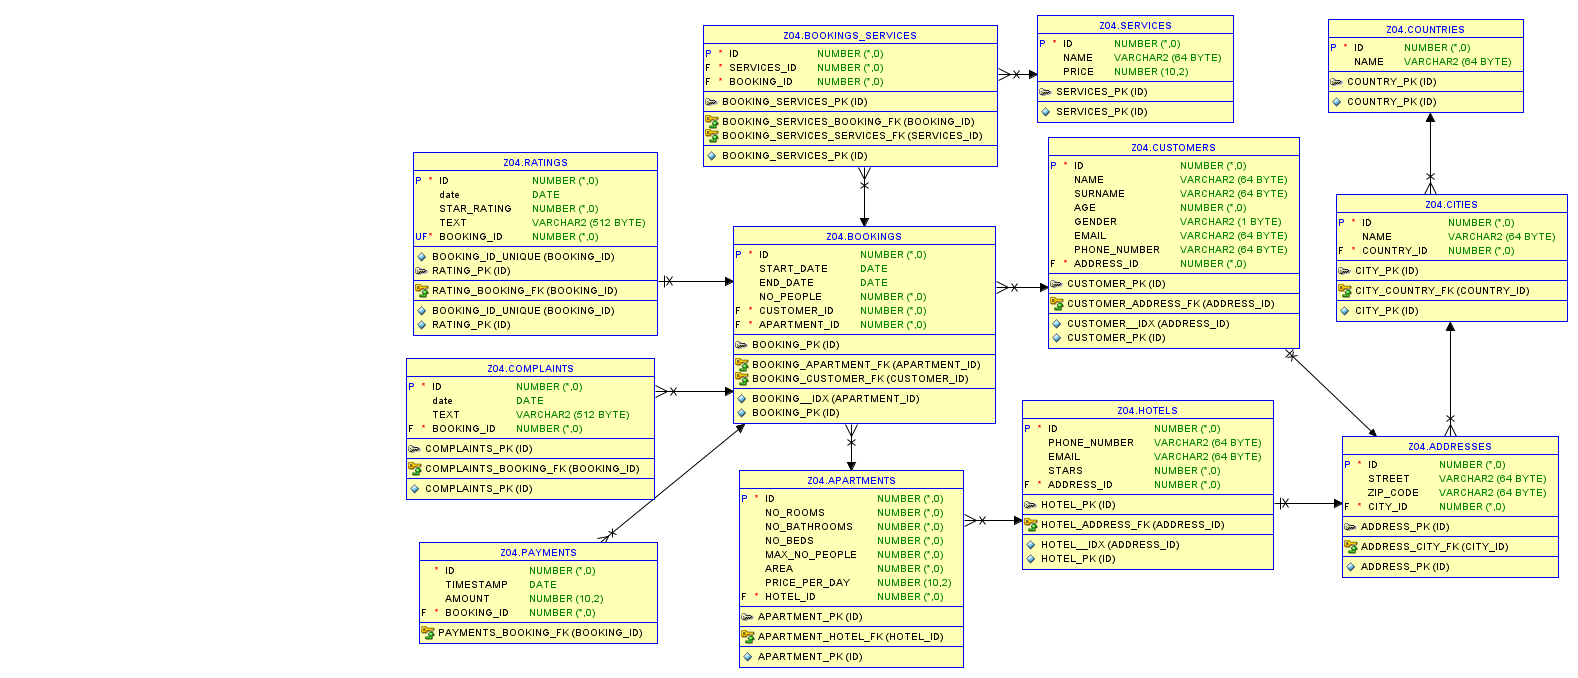 Z04.BOOKINGS_SERVICES
P * ID NUMBER (*,0)
F * SERVICES_ID NUMBER (*,0)
F * BOOKING_ID NUMBER (*,0)
BOOKING_SERVICES_PK (ID)
BOOKING_SERVICES_BOOKING_FK (BOOKING_ID)
BOOKING_SERVICES_SERVICES_FK (SERVICES_ID)
BOOKING_SERVICES_PK (ID)
Z04.SERVICES
P * ID NUMBER (*,0)
NAME VARCHAR2 (64 BYTE)
PRICE NUMBER (10,2)
SERVICES_PK (ID)
SERVICES_PK (ID)
Z04.COUNTRIES
P * ID NUMBER (*,0)
NAME VARCHAR2 (64 BYTE)
COUNTRY_PK (ID)
COUNTRY_PK (ID)
Z04.RATINGS
P * ID NUMBER (*,0)
date DATE
STAR_RATING NUMBER (*,0)
TEXT VARCHAR2 (512 BYTE)
UF* BOOKING_ID NUMBER (*,0)
BOOKING_ID_UNIQUE (BOOKING_ID)
RATING_PK (ID)
RATING_BOOKING_FK (BOOKING_ID)
BOOKING_ID_UNIQUE (BOOKING_ID)
RATING_PK (ID)
Z04.BOOKINGS
P * ID NUMBER (*,0)
START_DATE DATE
END_DATE DATE
NO_PEOPLE NUMBER (*,0)
F * CUSTOMER_ID NUMBER (*,0)
F * APARTMENT_ID NUMBER (*,0)
BOOKING_PK (ID)
BOOKING_APARTMENT_FK (APARTMENT_ID)
BOOKING_CUSTOMER_FK (CUSTOMER_ID)
BOOKING__IDX (APARTMENT_ID)
BOOKING_PK (ID)
Z04.CUSTOMERS
P * ID NUMBER (*,0)
NAME VARCHAR2 (64 BYTE)
SURNAME VARCHAR2 (64 BYTE)
AGE NUMBER (*,0)
GENDER VARCHAR2 (1 BYTE)
EMAIL VARCHAR2 (64 BYTE)
PHONE_NUMBER VARCHAR2 (64 BYTE)
F * ADDRESS_ID NUMBER (*,0)
CUSTOMER_PK (ID)
CUSTOMER_ADDRESS_FK (ADDRESS_ID)
CUSTOMER__IDX (ADDRESS_ID)
CUSTOMER_PK (ID)
Z04.CITIES
P * ID NUMBER (*,0)
NAME VARCHAR2 (64 BYTE)
F * COUNTRY_ID NUMBER (*,0)
CITY_PK (ID)
CITY_COUNTRY_FK (COUNTRY_ID)
CITY_PK (ID)
Z04.COMPLAINTS
P * ID NUMBER (*,0)
date DATE
TEXT VARCHAR2 (512 BYTE)
F * BOOKING_ID NUMBER (*,0)
COMPLAINTS_PK (ID)
COMPLAINTS_BOOKING_FK (BOOKING_ID)
COMPLAINTS_PK (ID)
Z04.HOTELS
P * ID NUMBER (*,0)
PHONE_NUMBER VARCHAR2 (64 BYTE)
EMAIL VARCHAR2 (64 BYTE)
STARS NUMBER (*,0)
F * ADDRESS_ID NUMBER (*,0)
HOTEL_PK (ID)
HOTEL_ADDRESS_FK (ADDRESS_ID)
HOTEL__IDX (ADDRESS_ID)
HOTEL_PK (ID)
Z04.ADDRESSES
P * ID NUMBER (*,0)
STREET VARCHAR2 (64 BYTE)
ZIP_CODE VARCHAR2 (64 BYTE)
F * CITY_ID NUMBER (*,0)
ADDRESS_PK (ID)
ADDRESS_CITY_FK (CITY_ID)
ADDRESS_PK (ID)
Z04.PAYMENTS
* ID NUMBER (*,0)
TIMESTAMP DATE
AMOUNT NUMBER (10,2)
F * BOOKING_ID NUMBER (*,0)
PAYMENTS_BOOKING_FK (BOOKING_ID)
Z04.APARTMENTS
P * ID NUMBER (*,0)
NO_ROOMS NUMBER (*,0)
NO_BATHROOMS NUMBER (*,0)
NO_BEDS NUMBER (*,0)
MAX_NO_PEOPLE NUMBER (*,0)
AREA NUMBER (*,0)
PRICE_PER_DAY NUMBER (10,2)
F * HOTEL_ID NUMBER (*,0)
APARTMENT_PK (ID)
APARTMENT_HOTEL_FK (HOTEL_ID)
APARTMENT_PK (ID)